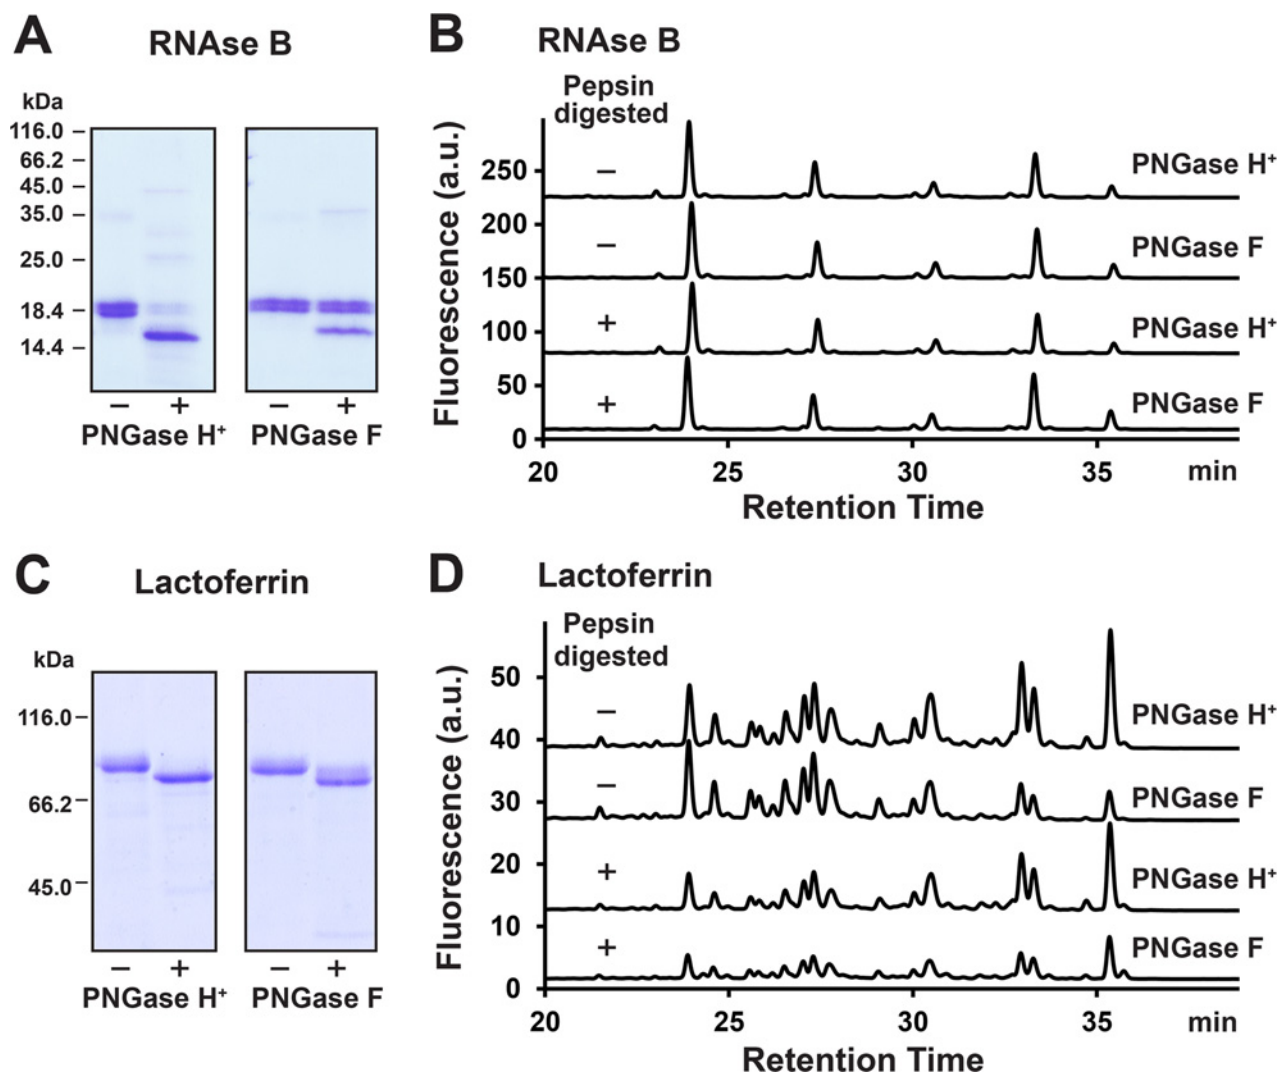 A
RNAse B
kDa
116.0
66.2
45.0
35.0
25.0
18.4
14.4
− +
PNGase H⁺
− +
PNGase F
B
RNAse B
Pepsin
digested
Fluorescence (a.u.)
250
200
150
100
50
0
− PNGase H⁺
− PNGase F
+ PNGase H⁺
+ PNGase F
20 25 30 35 min
Retention Time
C
Lactoferrin
kDa
116.0
66.2
45.0
− +
PNGase H⁺
− +
PNGase F
D
Lactoferrin
Pepsin
digested
Fluorescence (a.u.)
50
40
30
20
10
0
− PNGase H⁺
− PNGase F
+ PNGase H⁺
+ PNGase F
20 25 30 35 min
Retention Time